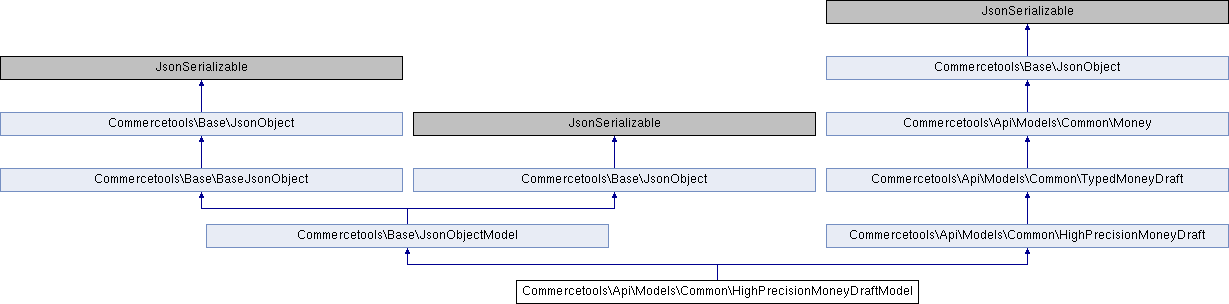 JsonSerializable
JsonSerializable
Commercetools\Base\JsonObject
Commercetools\Base\JsonObject
JsonSerializable
Commercetools\Api\Models\Common\Money
Commercetools\Base\BaseJsonObject
Commercetools\Base\JsonObject
Commercetools\Api\Models\Common\TypedMoneyDraft
Commercetools\Base\JsonObjectModel
Commercetools\Api\Models\Common\HighPrecisionMoneyDraft
Commercetools\Api\Models\Common\HighPrecisionMoneyDraftModel